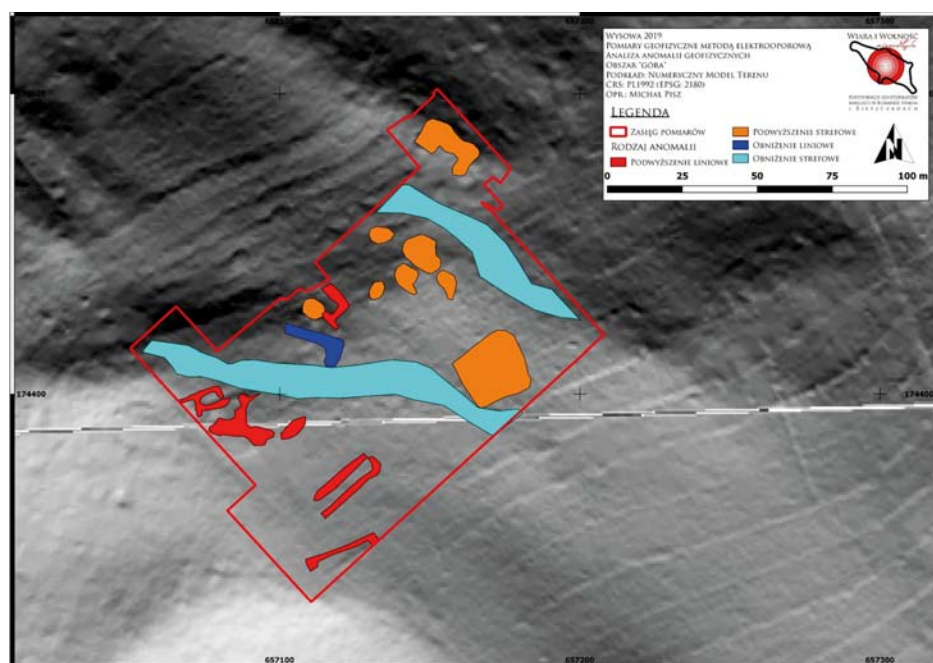 657100
657200
657300
WYSOWA 2019
POMIARY GEOFIZYCZNE METODĄ ELEKTROOPOROWĄ
ANALIZA ANOMALII GEOFIZYCZNYCH
OBSZAR "GÓRA"
PODKŁAD: NUMERYCZNY MODEL TERENU
CRS: PL1992 (EPSG: 2180)
OPR.: MICHAŁ PISZ
WIARA I WOLNOŚĆ
LEGENDA
ZASIĘG POMIARÓW
RODZAJ ANOMALII
PODWYŻSZENIE LINIOWE
PODWYŻSZENIE STREFOWE
OBNIŻENIE LINIOWE
OBNIŻENIE STREFOWE
N
0 25 50 75 100 m
174400
174400
657100
657200
657300